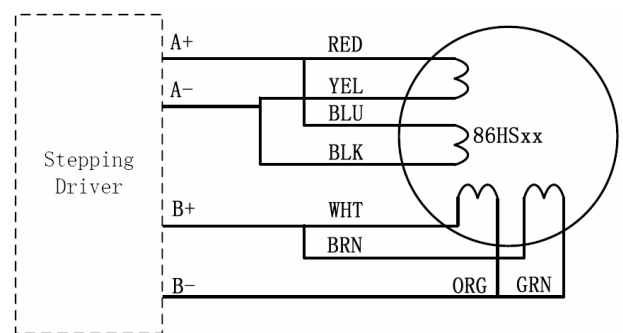 A+
RED
A-
YEL
BLU
86HSxx
BLK
Stepping
Driver
B+
WHT
BRN
B-
ORG
GRN